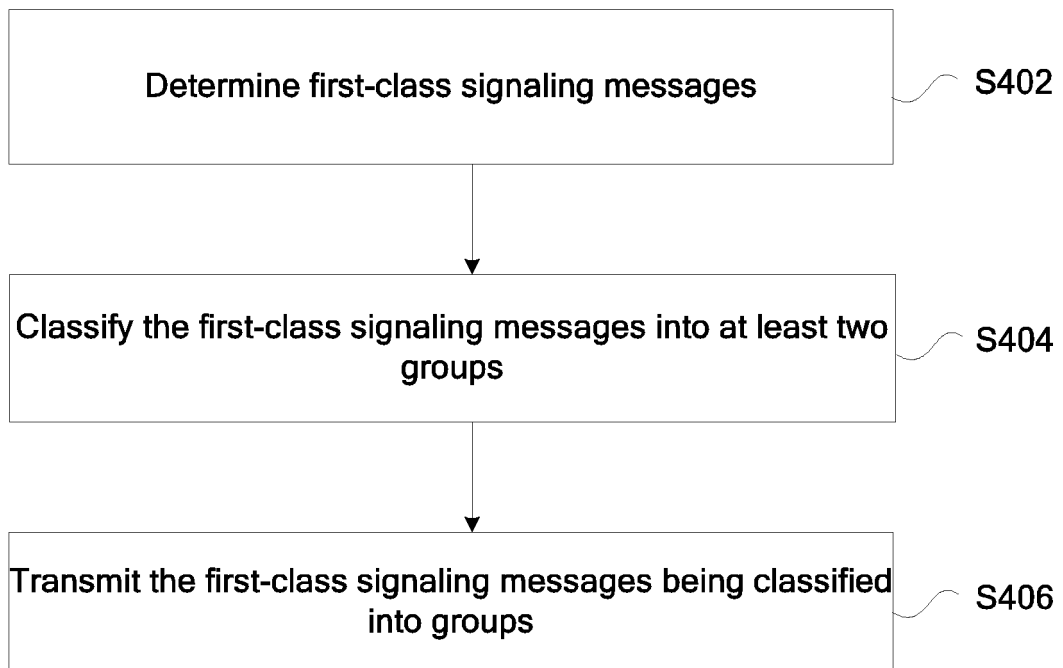 Determine first-class signaling messages
S402
Classify the first-class signaling messages into at least two
groups
S404
Transmit the first-class signaling messages being classified
into groups
S406